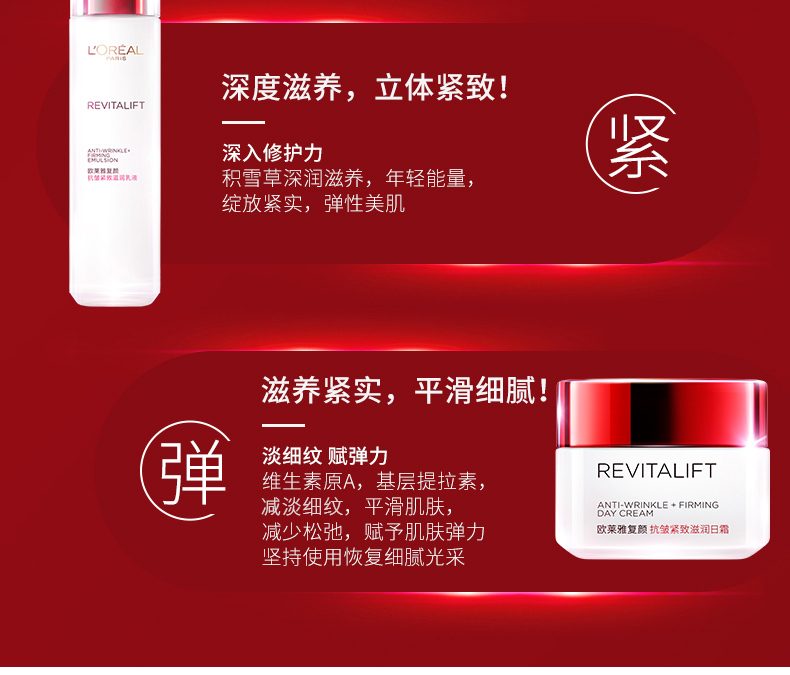 L'ORÉAL
PARIS
REVITALIFT
ANTI-WRINKLE+
FIRMING
EMULSION
欧莱雅复颜
抗皱紧致滋润乳液
深度滋养，立体紧致！
深入修护力
积雪草深润滋养，年轻能量，
绽放紧实，弹性美肌
紧
弹
滋养紧实，平滑细腻！
淡细纹 赋弹力
维生素原A，基层提拉素，
减淡细纹，平滑肌肤，
减少松弛，赋予肌肤弹力
坚持使用恢复细腻光采
REVITALIFT
ANTI-WRINKLE + FIRMING
DAY CREAM
欧莱雅复颜 抗皱紧致滋润日霜